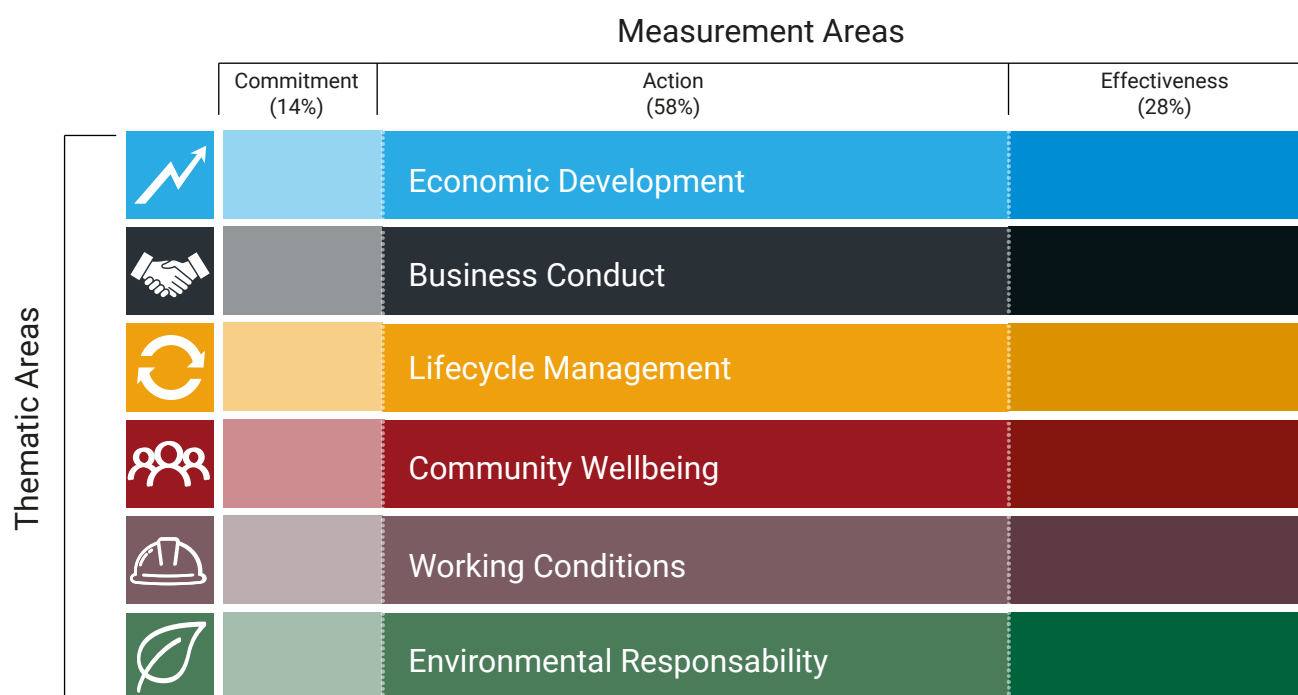 Measurement Areas
Commitment
(14%)
Action
(58%)
Effectiveness
(28%)
Thematic Areas
Economic Development
Business Conduct
Lifecycle Management
Community Wellbeing
Working Conditions
Environmental Responsability